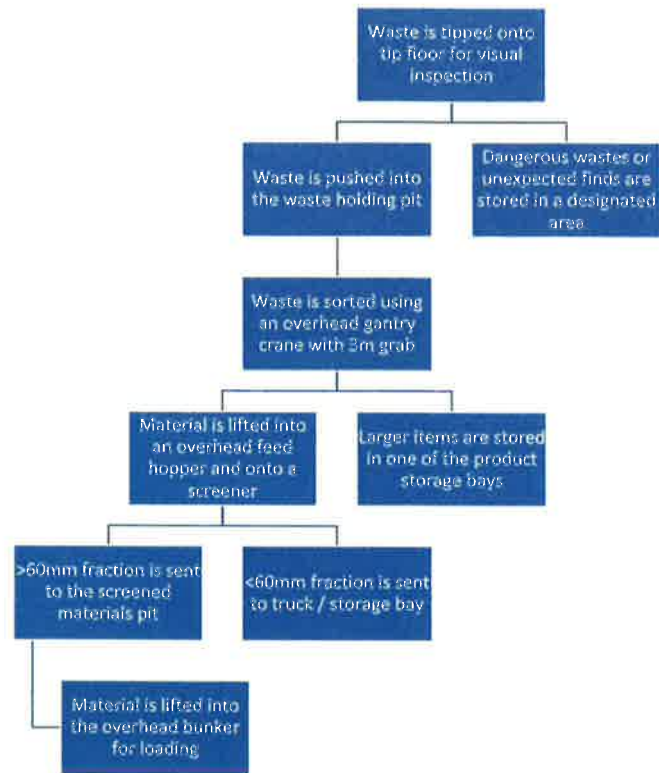 Waste is tipped onto
tip floor for visual
inspection
Waste is pushed into
the waste holding pit
Dangerous wastes or
unexpected finds are
stored in a designated
area
Waste is sorted using
an overhead gantry
crane with 3m grab
Material is lifted into
an overhead feed
hopper and onto a
screener
Larger items are stored
in one of the product
storage bays
>60mm fraction is sent
to the screened
materials pit
<60mm fraction is sent
to truck / storage bay
Material is lifted into
the overhead bunker
for loading